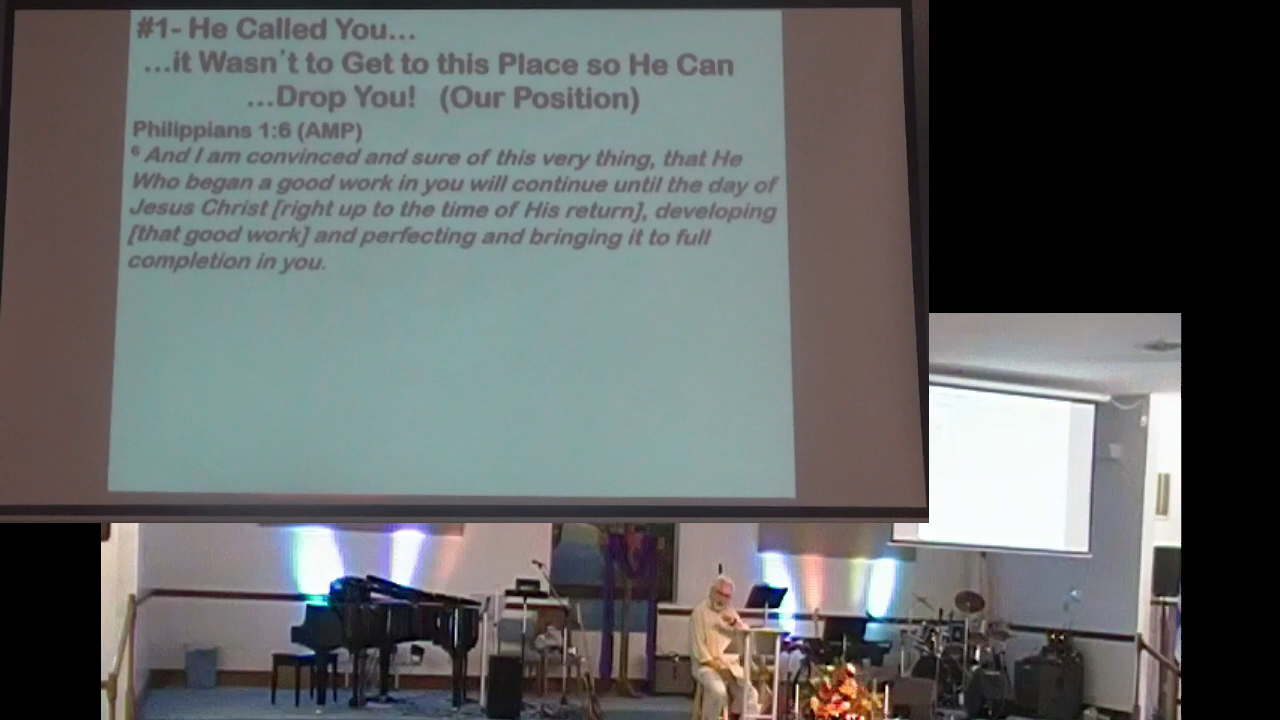 #1- He Called You...
...it Wasn't to Get to this Place so He Can
...Drop You! (Our Position)
Philippians 1:6 (AMP)
6 And I am convinced and sure of this very thing, that He
Who began a good work in you will continue until the day of
Jesus Christ [right up to the time of His return], developing
[that good work] and perfecting and bringing it to full
completion in you.